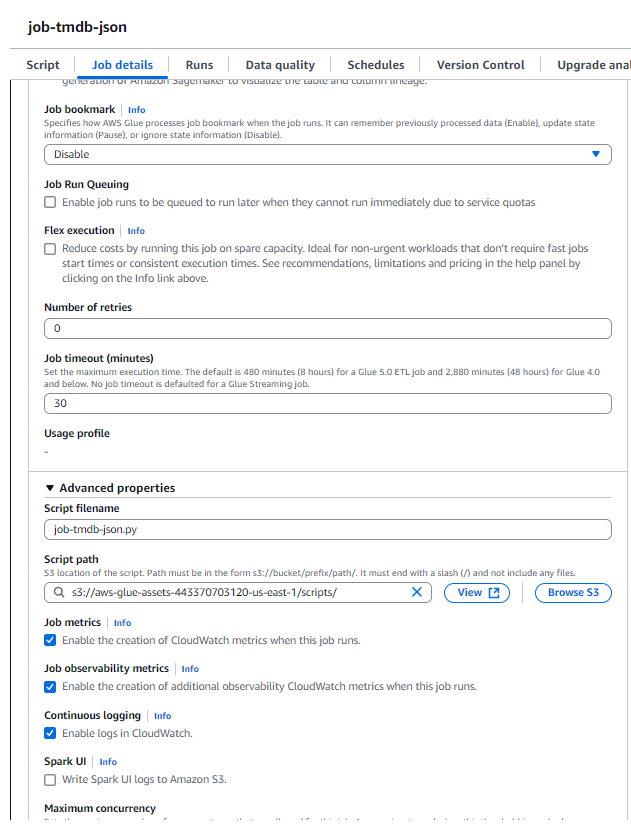 job-tmdb-json
Script
Job details
Runs
Data quality
Schedules
Version Control
Upgrade anal
generation of Amazon Sagemaker to visualize the table and column lineage.
Job bookmark
Info
Specifies how AWS Glue processes job bookmark when the job runs. It can remember previously processed data (Enable), update state
information (Pause), or ignore state information (Disable).
Disable
Job Run Queuing
Enable job runs to be queued to run later when they cannot run immediately due to service quotas
Flex execution
Info
Reduce costs by running this job on spare capacity. Ideal for non-urgent workloads that don't require fast jobs
start times or consistent execution times. See recommendations, limitations and pricing in the help panel by
clicking on the Info link above.
Number of retries
0
Job timeout (minutes)
Set the maximum execution time. The default is 480 minutes (8 hours) for a Glue 5.0 ETL job and 2,880 minutes (48 hours) for Glue 4.0
and below. No job timeout is defaulted for a Glue Streaming job.
30
Usage profile
-
Advanced properties
Script filename
job-tmdb-json.py
Script path
S3 location of the script. Path must be in the form s3://bucket/prefix/path/. It must end with a slash (/) and not include any files.
s3://aws-glue-assets-443370703120-us-east-1/scripts/
View
Browse S3
Job metrics
Info
Enable the creation of CloudWatch metrics when this job runs.
Job observability metrics
Info
Enable the creation of additional observability CloudWatch metrics when this job runs.
Continuous logging
Info
Enable logs in CloudWatch.
Spark UI
Info
Write Spark UI logs to Amazon S3.
Maximum concurrency